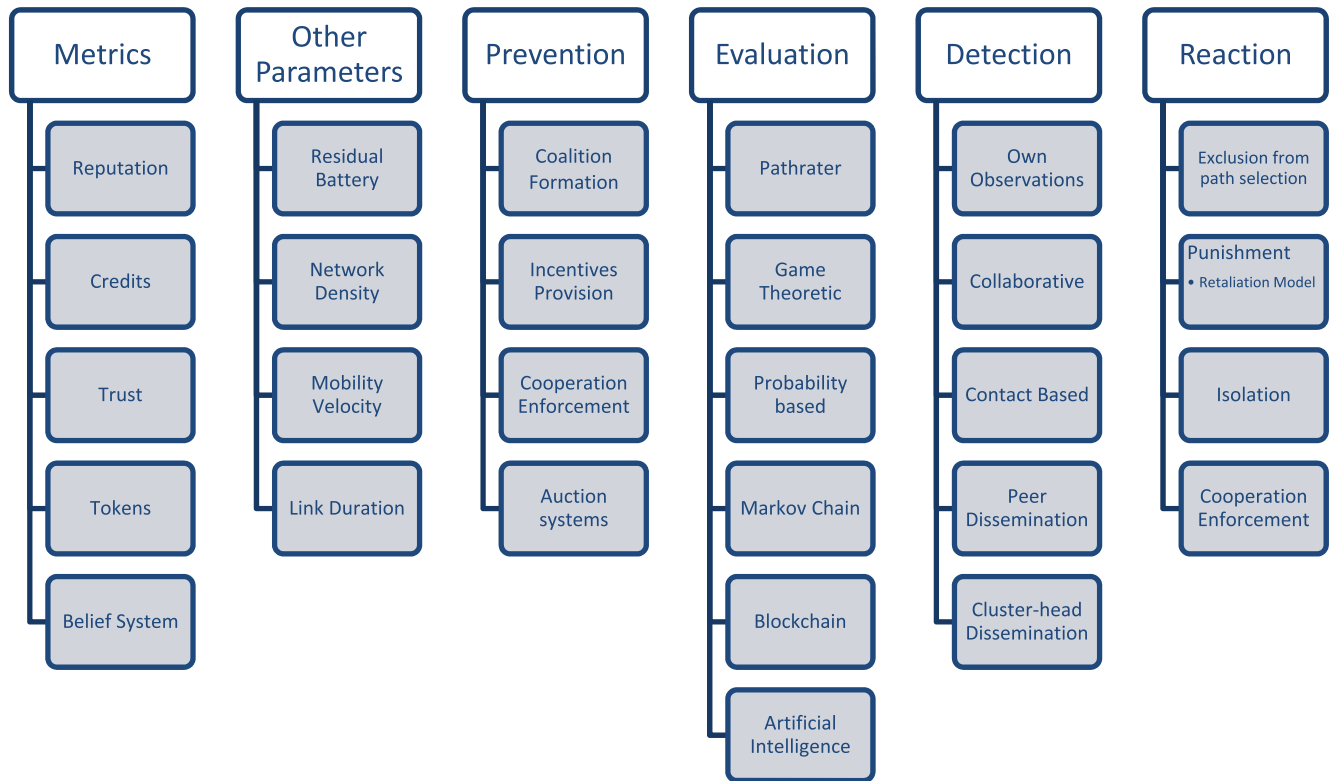 Metrics
Reputation
Credits
Trust
Tokens
Belief System
Other
Parameters
Residual
Battery
Network
Density
Mobility
Velocity
Link Duration
Prevention
Coalition
Formation
Incentives
Provision
Cooperation
Enforcement
Auction
systems
Evaluation
Pathrater
Game
Theoretic
Probability
based
Markov Chain
Blockchain
Artificial
Intelligence
Detection
Own
Observations
Collaborative
Contact Based
Peer
Dissemination
Cluster-head
Dissemination
Reaction
Exclusion from
path selection
Punishment
• Retaliation Model
Isolation
Cooperation
Enforcement